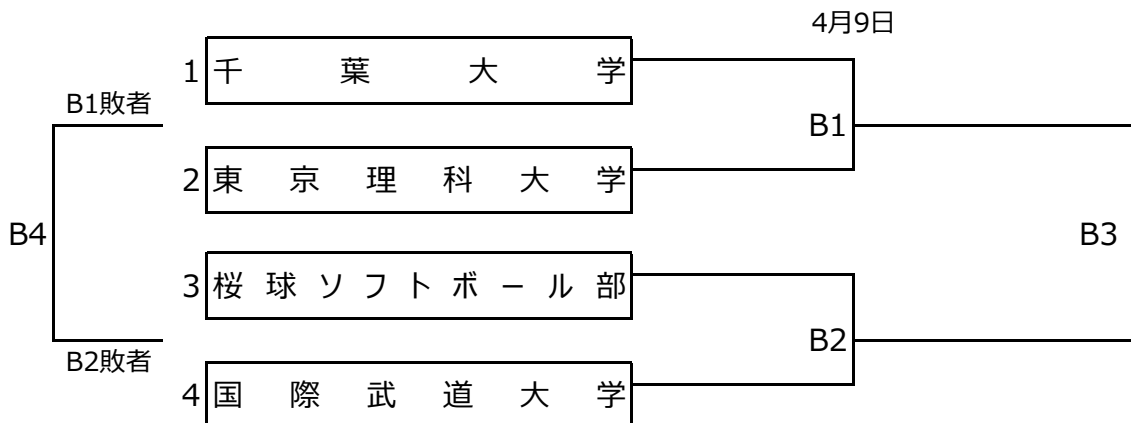 4月9日
1 千葉大学
B1敗者
B1
2 東京理科大学
B4
B3
3 桜球ソフトボール部
B2
B2敗者
4 国際武道大学